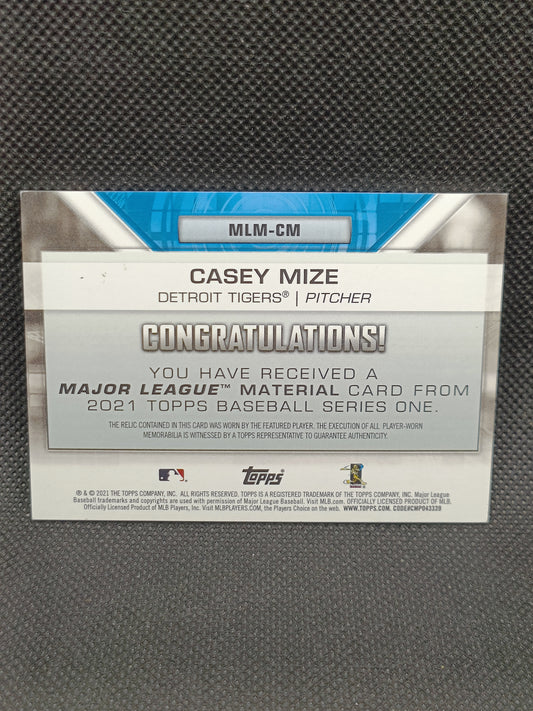 MLM-CM
CASEY MIZE
DETROIT TIGERS® | PITCHER
CONGRATULATIONS!
YOU HAVE RECEIVED A
MAJOR LEAGUE™ MATERIAL CARD FROM
2021 TOPPS BASEBALL SERIES ONE.
THE RELIC CONTAINED IN THIS CARD WAS WORN BY THE FEATURED PLAYER. THE EXECUTION OF ALL PLAYER-WORN
MEMORABILIA IS WITNESSED BY A TOPPS REPRESENTATIVE TO GUARANTEE AUTHENTICITY.
topps
® & © 2021 THE TOPPS COMPANY, INC. ALL RIGHTS RESERVED. TOPPS IS A REGISTERED TRADEMARK OF THE TOPPS COMPANY, INC. Major League
Baseball trademarks and copyrights are used with permission of Major League Baseball. Visit MLB.com. OFFICIALLY LICENSED PRODUCT OF MLB
Officially Licensed Product of MLB Players, Inc. Visit MLBPLAYERS.COM, the Players Choice on the web. WWW.TOPPS.COM. CODE#CMP043339